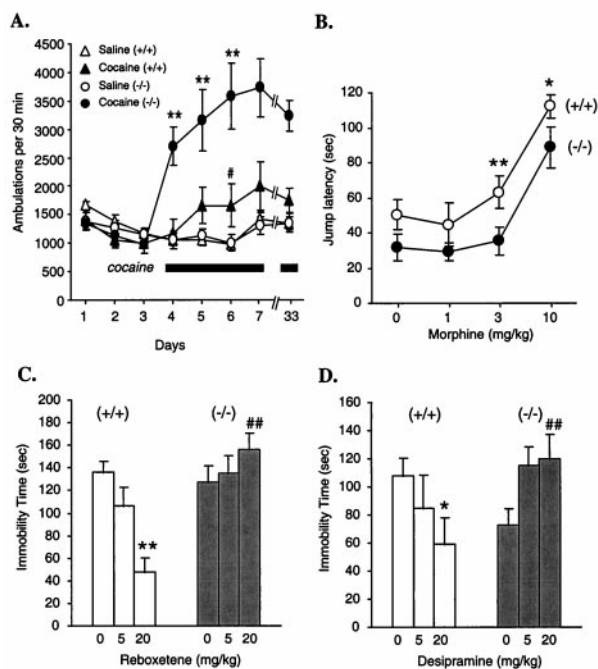 A.
4500
4000
3500
3000
2500
2000
1500
1000
500
0
Ambulations per 30 min
Saline (+/+)
Cocaine (+/+)
Saline (-/-)
Cocaine (-/-)
**
**
**
#
cocaine
1 2 3 4 5 6 7 33
Days
B.
120
100
80
60
40
20
0
Jump latency (sec)
*
(+/+)
**
(-/-)
0 1 3 10
Morphine (mg/kg)
C.
200
180
160
140
120
100
80
60
40
20
0
Immobility Time (sec)
(+/+) (-/-)
##
**
0 5 20 0 5 20
Reboxetene (mg/kg)
D.
160
140
120
100
80
60
40
20
0
Immobility Time (sec)
(+/+) (-/-)
##
*
0 5 20 0 5 20
Desipramine (mg/kg)